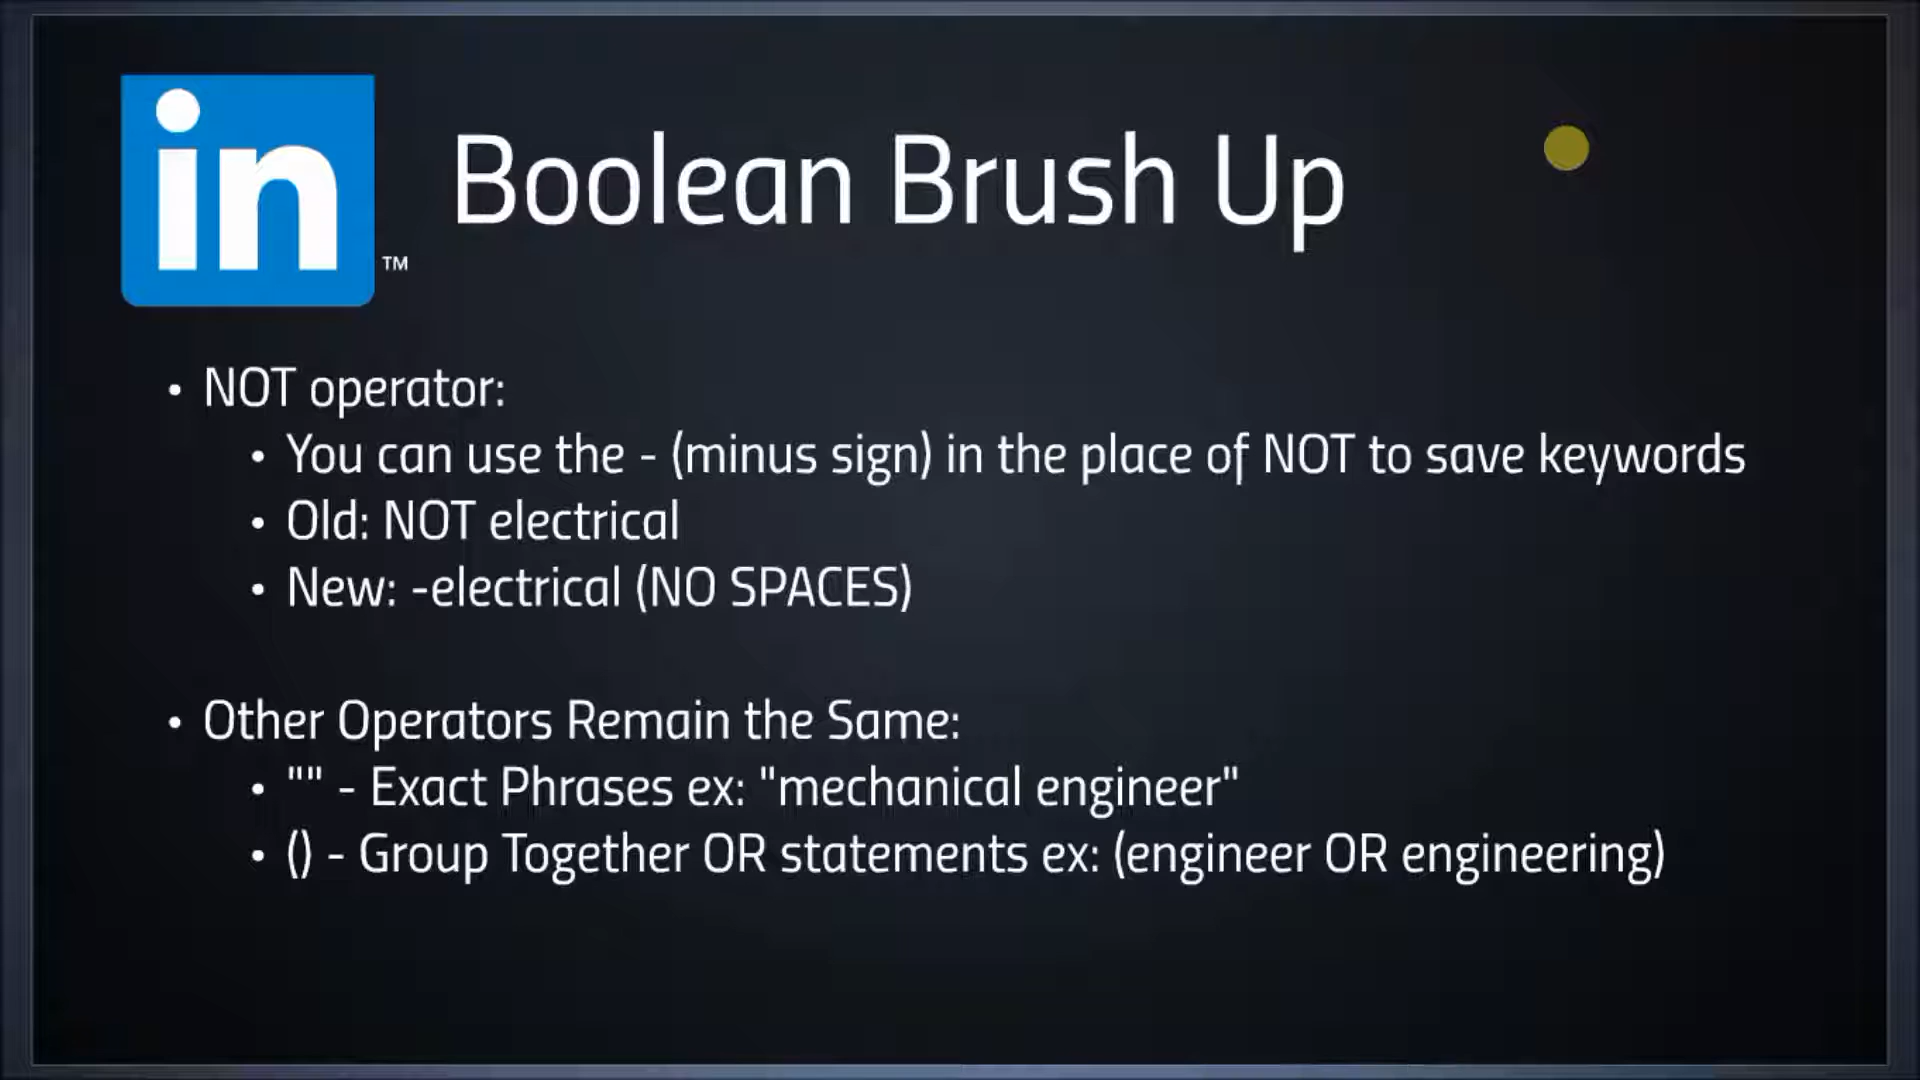 in ™
Boolean Brush Up
• NOT operator:
• You can use the - (minus sign) in the place of NOT to save keywords
• Old: NOT electrical
• New: -electrical (NO SPACES)
• Other Operators Remain the Same:
• "" - Exact Phrases ex: "mechanical engineer"
• () - Group Together OR statements ex: (engineer OR engineering)